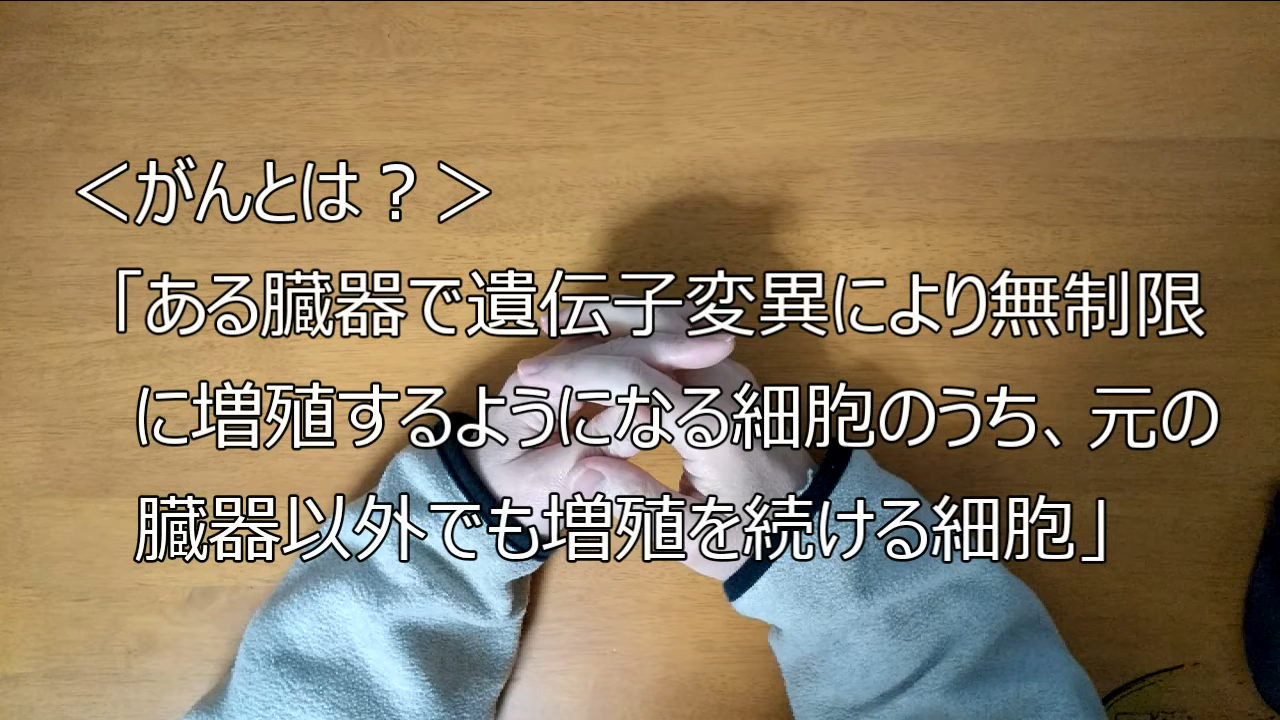 ＜がんとは？＞
「ある臓器で遺伝子変異により無制限
に増殖するようになる細胞のうち、元の
臓器以外でも増殖を続ける細胞」